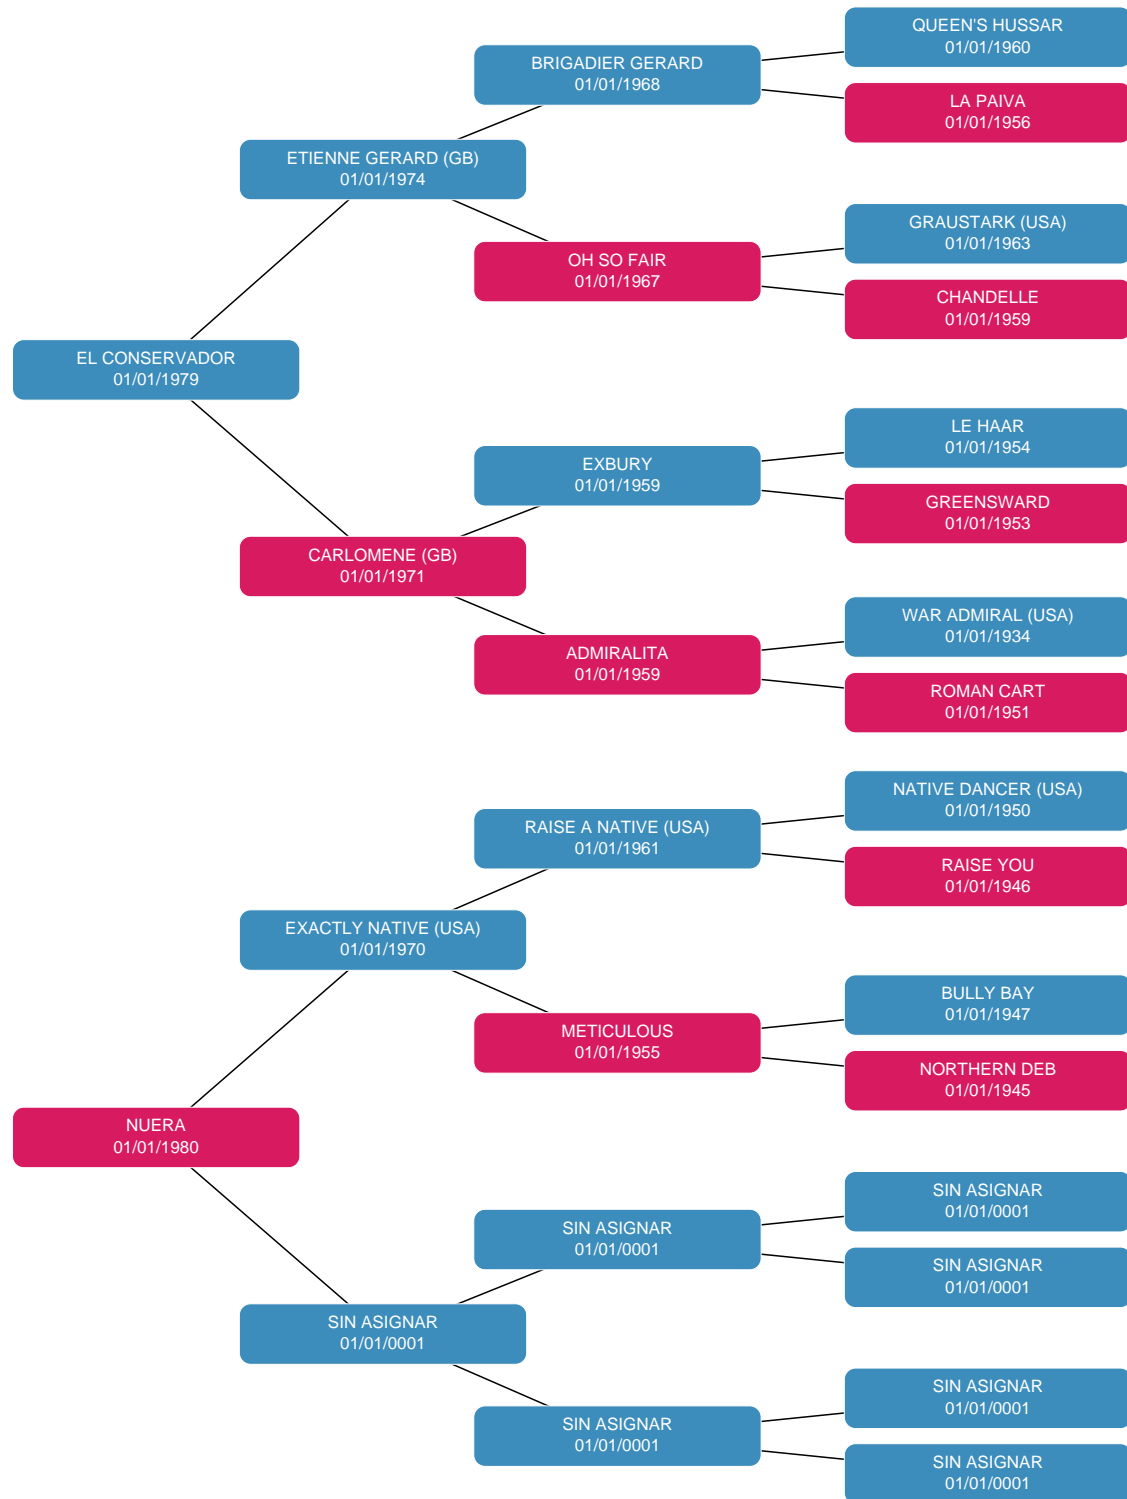 QUEEN'S HUSSAR
01/01/1960
BRIGADIER GERARD
01/01/1968
LA PAIVA
01/01/1956
ETIENNE GERARD (GB)
01/01/1974
GRAUSTARK (USA)
01/01/1963
OH SO FAIR
01/01/1967
CHANDELLE
01/01/1959
EL CONSERVADOR
01/01/1979
LE HAAR
01/01/1954
EXBURY
01/01/1959
GREENSWARD
01/01/1953
CARLOMENE (GB)
01/01/1971
WAR ADMIRAL (USA)
01/01/1934
ADMIRALITA
01/01/1959
ROMAN CART
01/01/1951
NATIVE DANCER (USA)
01/01/1950
RAISE A NATIVE (USA)
01/01/1961
RAISE YOU
01/01/1946
EXACTLY NATIVE (USA)
01/01/1970
BULLY BAY
01/01/1947
METICULOUS
01/01/1955
NORTHERN DEB
01/01/1945
NUERA
01/01/1980
SIN ASIGNAR
01/01/0001
SIN ASIGNAR
01/01/0001
SIN ASIGNAR
01/01/0001
SIN ASIGNAR
01/01/0001
SIN ASIGNAR
01/01/0001
SIN ASIGNAR
01/01/0001
SIN ASIGNAR
01/01/0001